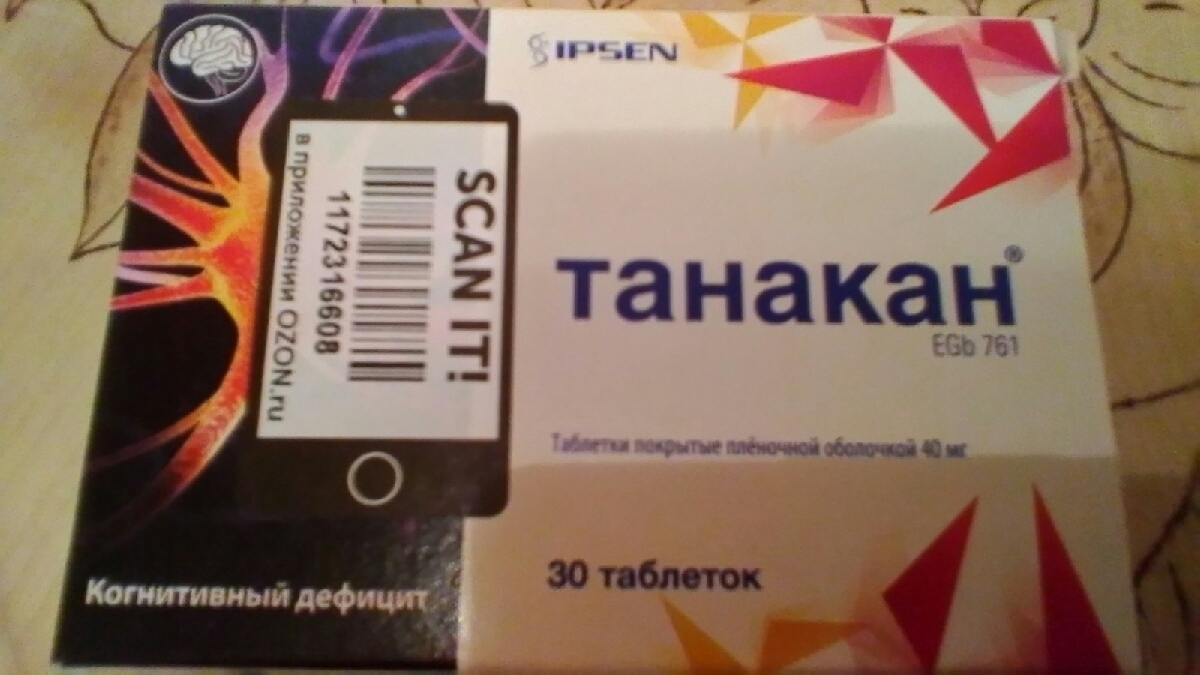 IPSEN
SCAN IT!
11723166608
в приложении OZON.ru
танакан®
EGb 761
Таблетки покрытые плёночной оболочкой 40 мг
30 таблеток
Когнитивный дефицит